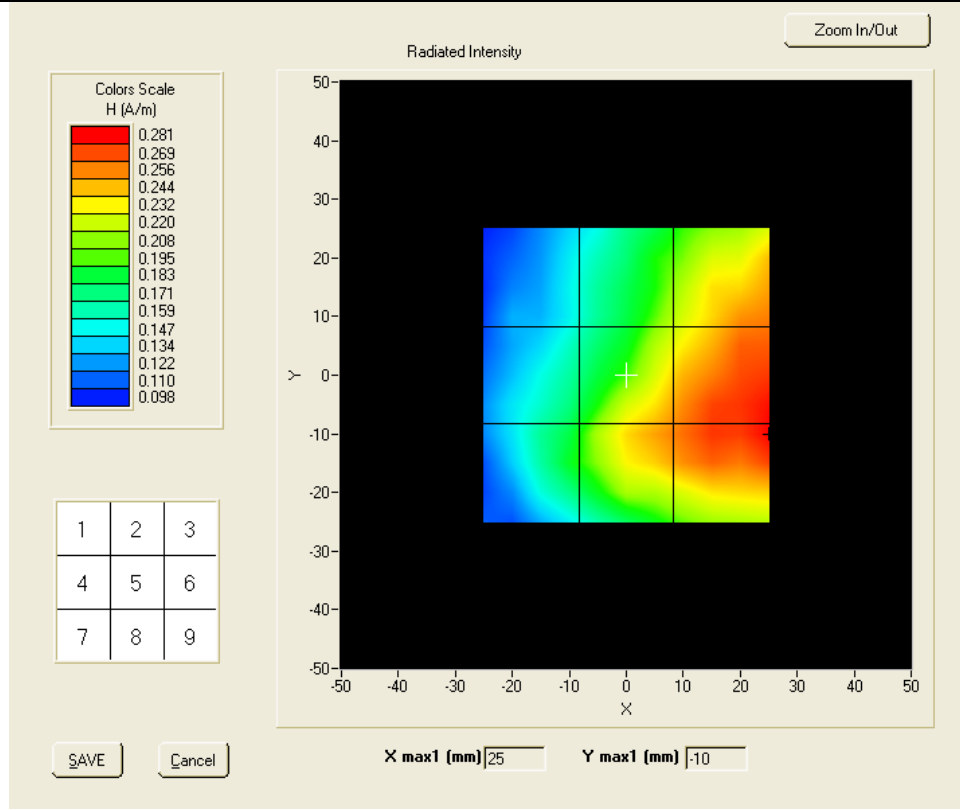 Zoom In/Out
Radiated Intensity
Colors Scale
H (A/m)
0.281
0.269
0.256
0.244
0.232
0.220
0.208
0.195
0.183
0.171
0.159
0.147
0.134
0.122
0.110
0.098
50
40
30
20
10
0
-10
-20
-30
-40
-50
Y
-50 -40 -30 -20 -10 0 10 20 30 40 50
X
1 2 3
4 5 6
7 8 9
SAVE Cancel
X max1 (mm) 25 Y max1 (mm) -10